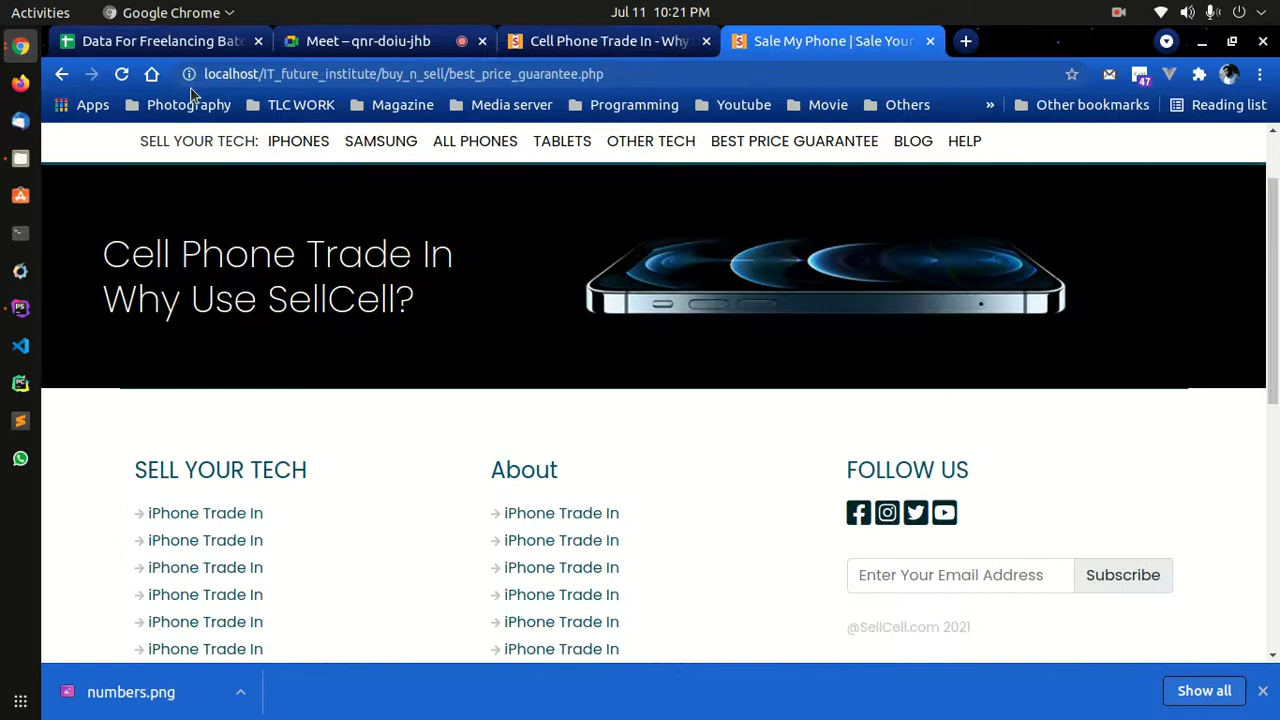 Activities
Google Chrome
Jul 11 10:21 PM
Data For Freelancing Batc
Meet – qnr-doiu-jhb
Cell Phone Trade In - Why
Sale My Phone | Sale Your
localhost/IT_future_institute/buy_n_sell/best_price_guarantee.php
47
Apps
Photography
TLC WORK
Magazine
Media server
Programming
Youtube
Movie
Others
»
Other bookmarks
Reading list
SELL YOUR TECH: IPHONES SAMSUNG ALL PHONES TABLETS OTHER TECH BEST PRICE GUARANTEE BLOG HELP
Cell Phone Trade In
Why Use SellCell?
SELL YOUR TECH
iPhone Trade In
iPhone Trade In
iPhone Trade In
iPhone Trade In
iPhone Trade In
iPhone Trade In
About
iPhone Trade In
iPhone Trade In
iPhone Trade In
iPhone Trade In
iPhone Trade In
iPhone Trade In
FOLLOW US
Enter Your Email Address
Subscribe
@SellCell.com 2021
numbers.png
Show all